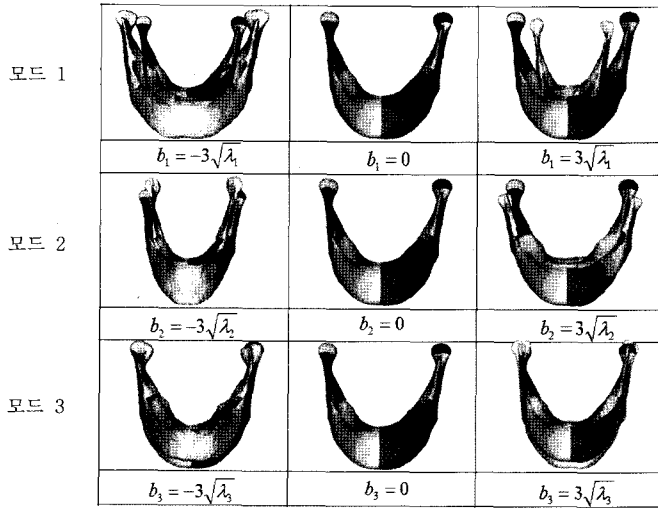 모드 1
b₁ = −3√λ₁
b₁ = 0
b₁ = 3√λ₁
모드 2
b₂ = −3√λ₂
b₂ = 0
b₂ = 3√λ₂
모드 3
b₃ = −3√λ₃
b₃ = 0
b₃ = 3√λ₃